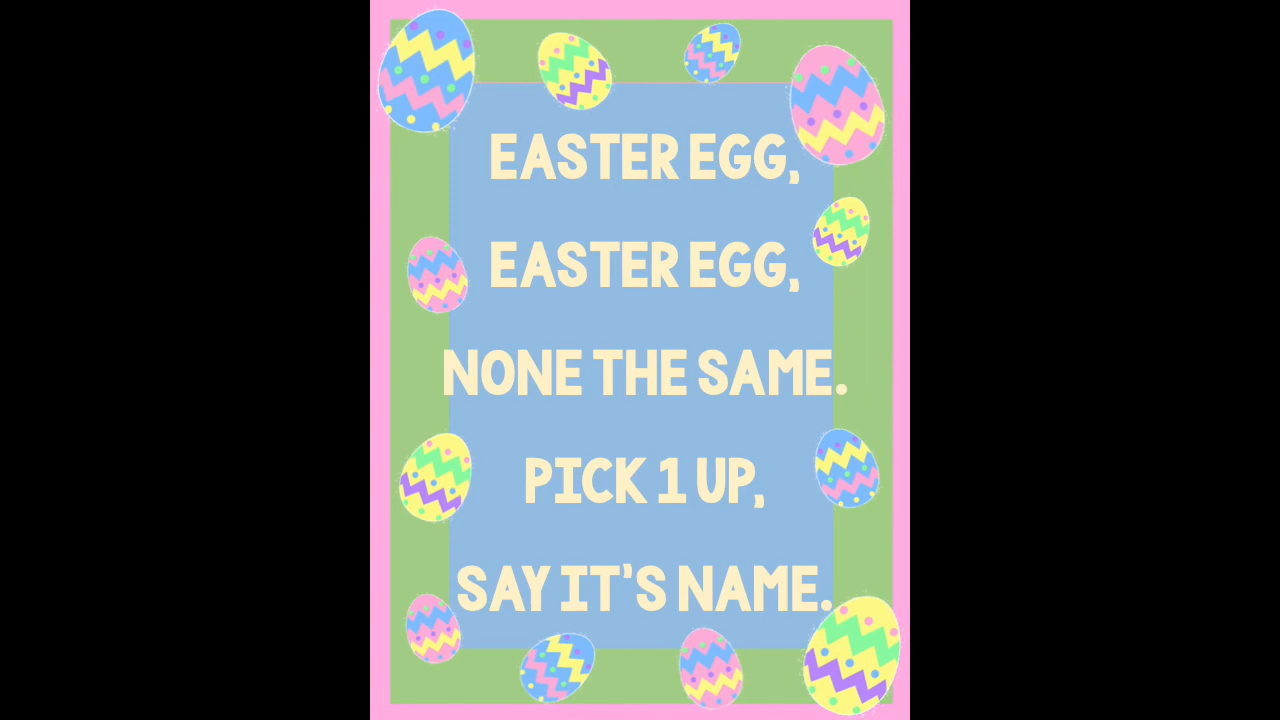 EASTER EGG,
EASTER EGG,
NONE THE SAME.
PICK 1 UP,
SAY IT'S NAME.